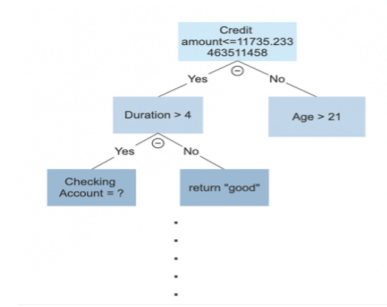 Credit
amount<=11735.233
463511458
Yes
No
Duration > 4
Age > 21
Yes
No
Checking
Account = ?
return "good"